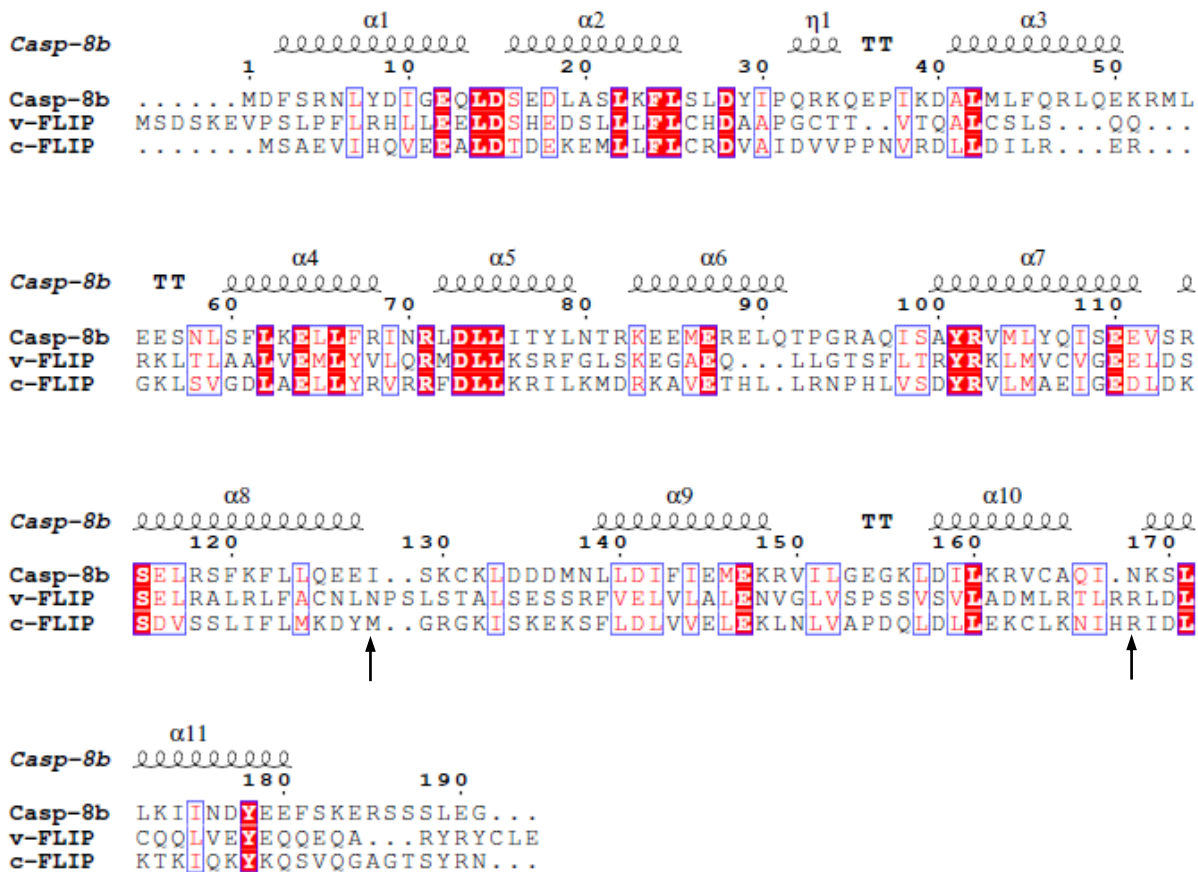 α1 α2 η1 α3
Casp-8b TT
1 10 20 30 40 50
Casp-8b ......MDFSRNLYDIGEQLDSEDLASLKFLSLDYIPQRKQEPIKDALMLFQRLQEKRML
v-FLIP MSDSKEVPSLPFLRHLLEELDSHEDSLLLFLCHDAAPGCTT..VTQALCSLS...QQ...
c-FLIP .......MSAEVIHQVEEALDTDEKEMLLFLCRDVAIDVVPPNVRDLLDILR...ER...
α4 α5 α6 α7
Casp-8b TT
60 70 80 90 100 110
Casp-8b EESNLSFLKELLFRINRLDLLITYLNTRKEEMERELQTPGRAQISAYRVMLYQISEEVSR
v-FLIP RKLTLAALVEMLYVLQRMDLLKSRFGLSKEGAEQ...LLGTSFLTRYRKLMVCVGEELDS
c-FLIP GKLSVGDLAELLYRVRRFDLLKRILKMDRKAVETHL.LRNPHLVSDYRVLMAEIGEDLDK
α8 α9 α10
Casp-8b TT
120 130 140 150 160 170
Casp-8b SELRSFKFLLQEEI..SKCKLDDDMNLLDIFIEMEKRVILGEGKLDILKRVCAQI.NKSL
v-FLIP SELRALRLFACNLNPSLSTALSESSRFVELVLALENVGLVSPSSVSVLADMLRTLRRLDL
c-FLIP SDVSSLIFLMKDYM..GRGKISKEKSFLDLVVELEKLNLVAPDQLDLLEKCLKNIHRIDL
α11
Casp-8b
180 190
Casp-8b LKIINDYEEFSKERSSSLEG...
v-FLIP CQQLVEYEQQEQA...RYRYCLE
c-FLIP KTKIQKYKQSVQGAGTSYRN...